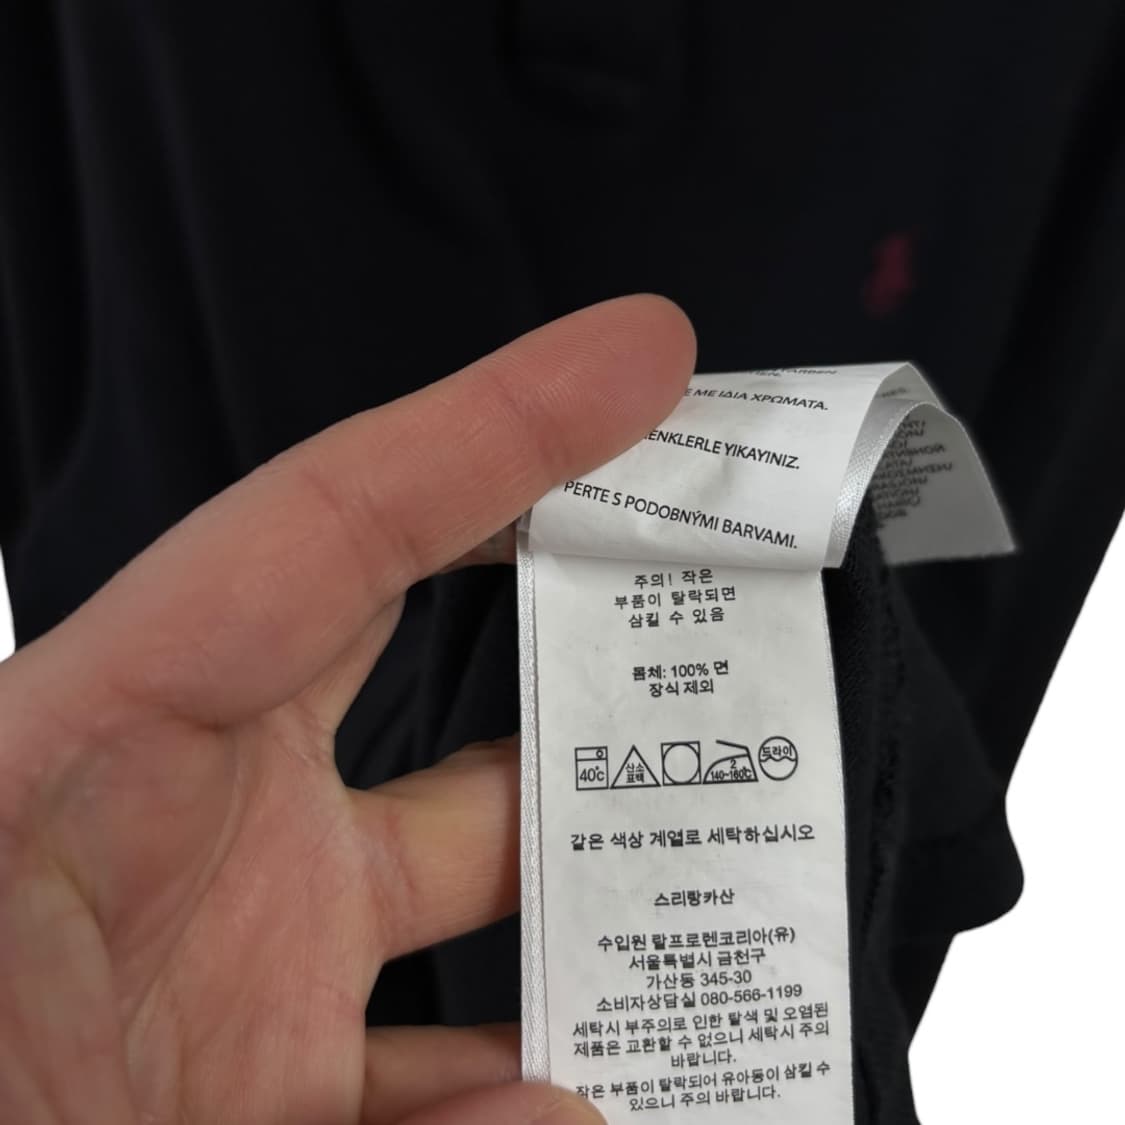 E ME ΙΔΙΑ ΧΡΩΜΑΤΑ.
ENKLERLE YIKAYINIZ.
PERTE S PODOBNÝMI BARVAMI.
주의! 작은
부품이 탈락되면
삼킬 수 있음
몸체: 100% 면
장식 제외
40℃ 산소 표백 2 140~160℃ 드라이
같은 색상 계열로 세탁하십시오
스리랑카산
수입원 랄프로렌코리아(유)
서울특별시 금천구
가산동 345-30
소비자상담실 080-566-1199
세탁시 부주의로 인한 탈색 및 오염된
제품은 교환할 수 없으니 세탁시 주의
바랍니다.
작은 부품이 탈락되어 유아동이 삼킬 수
있으니 주의 바랍니다.